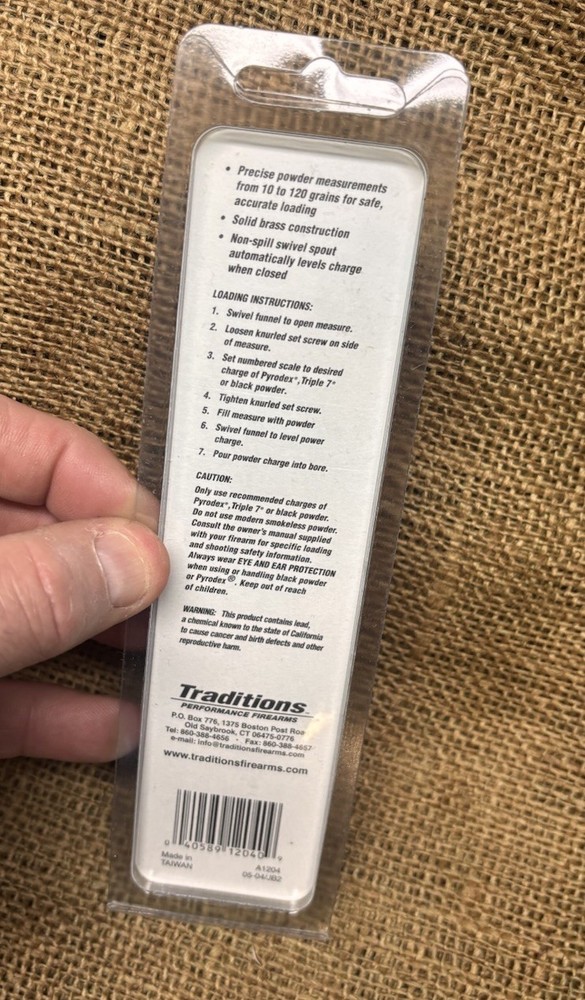 • Precise powder measurements
from 10 to 120 grains for safe,
accurate loading
• Solid brass construction
• Non-spill swivel spout
automatically levels charge
when closed
LOADING INSTRUCTIONS:
1. Swivel funnel to open measure.
2. Loosen knurled set screw on side
of measure.
3. Set numbered scale to desired
charge of Pyrodex®, Triple 7®
or black powder.
4. Tighten knurled set screw.
5. Fill measure with powder
6. Swivel funnel to level power
charge.
7. Pour powder charge into bore.
CAUTION:
Only use recommended charges of
Pyrodex®, Triple 7® or black powder.
Do not use modern smokeless powder.
Consult the owner's manual supplied
with your firearm for specific loading
and shooting safety information.
Always wear EYE AND EAR PROTECTION
when using or handling black powder
or Pyrodex®. Keep out of reach
of children.
WARNING: This product contains lead,
a chemical known to the state of California
to cause cancer and birth defects and other
reproductive harm.
Traditions
PERFORMANCE FIREARMS
P.O. Box 776, 1375 Boston Post Roa
Old Saybrook, CT 06475-0776
Tel: 860-388-4656 · Fax: 860-388-4657
e-mail: info@traditionsfirearms.com
www.traditionsfirearms.com
0 40589 12040 9
Made in
TAIWAN
A1204
05-04/JB2